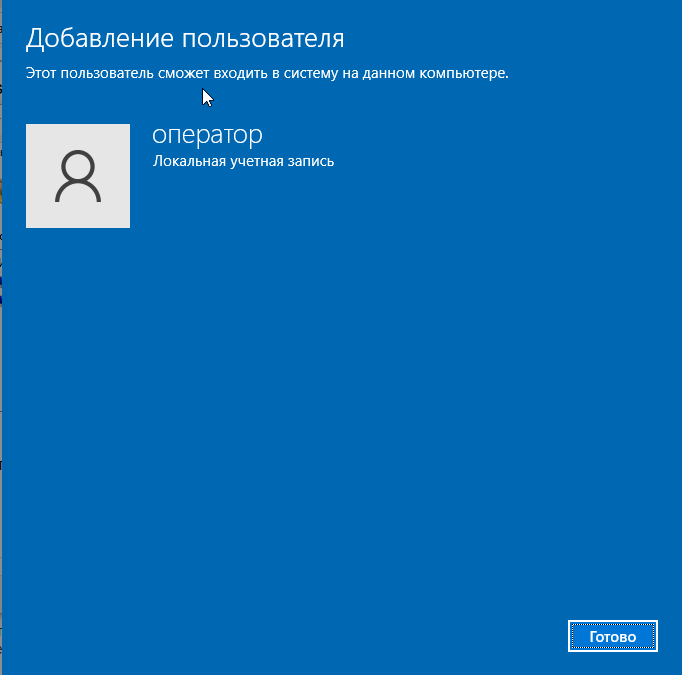 Добавление пользователя
Этот пользователь сможет входить в систему на данном компьютере.
оператор
Локальная учетная запись
Готово